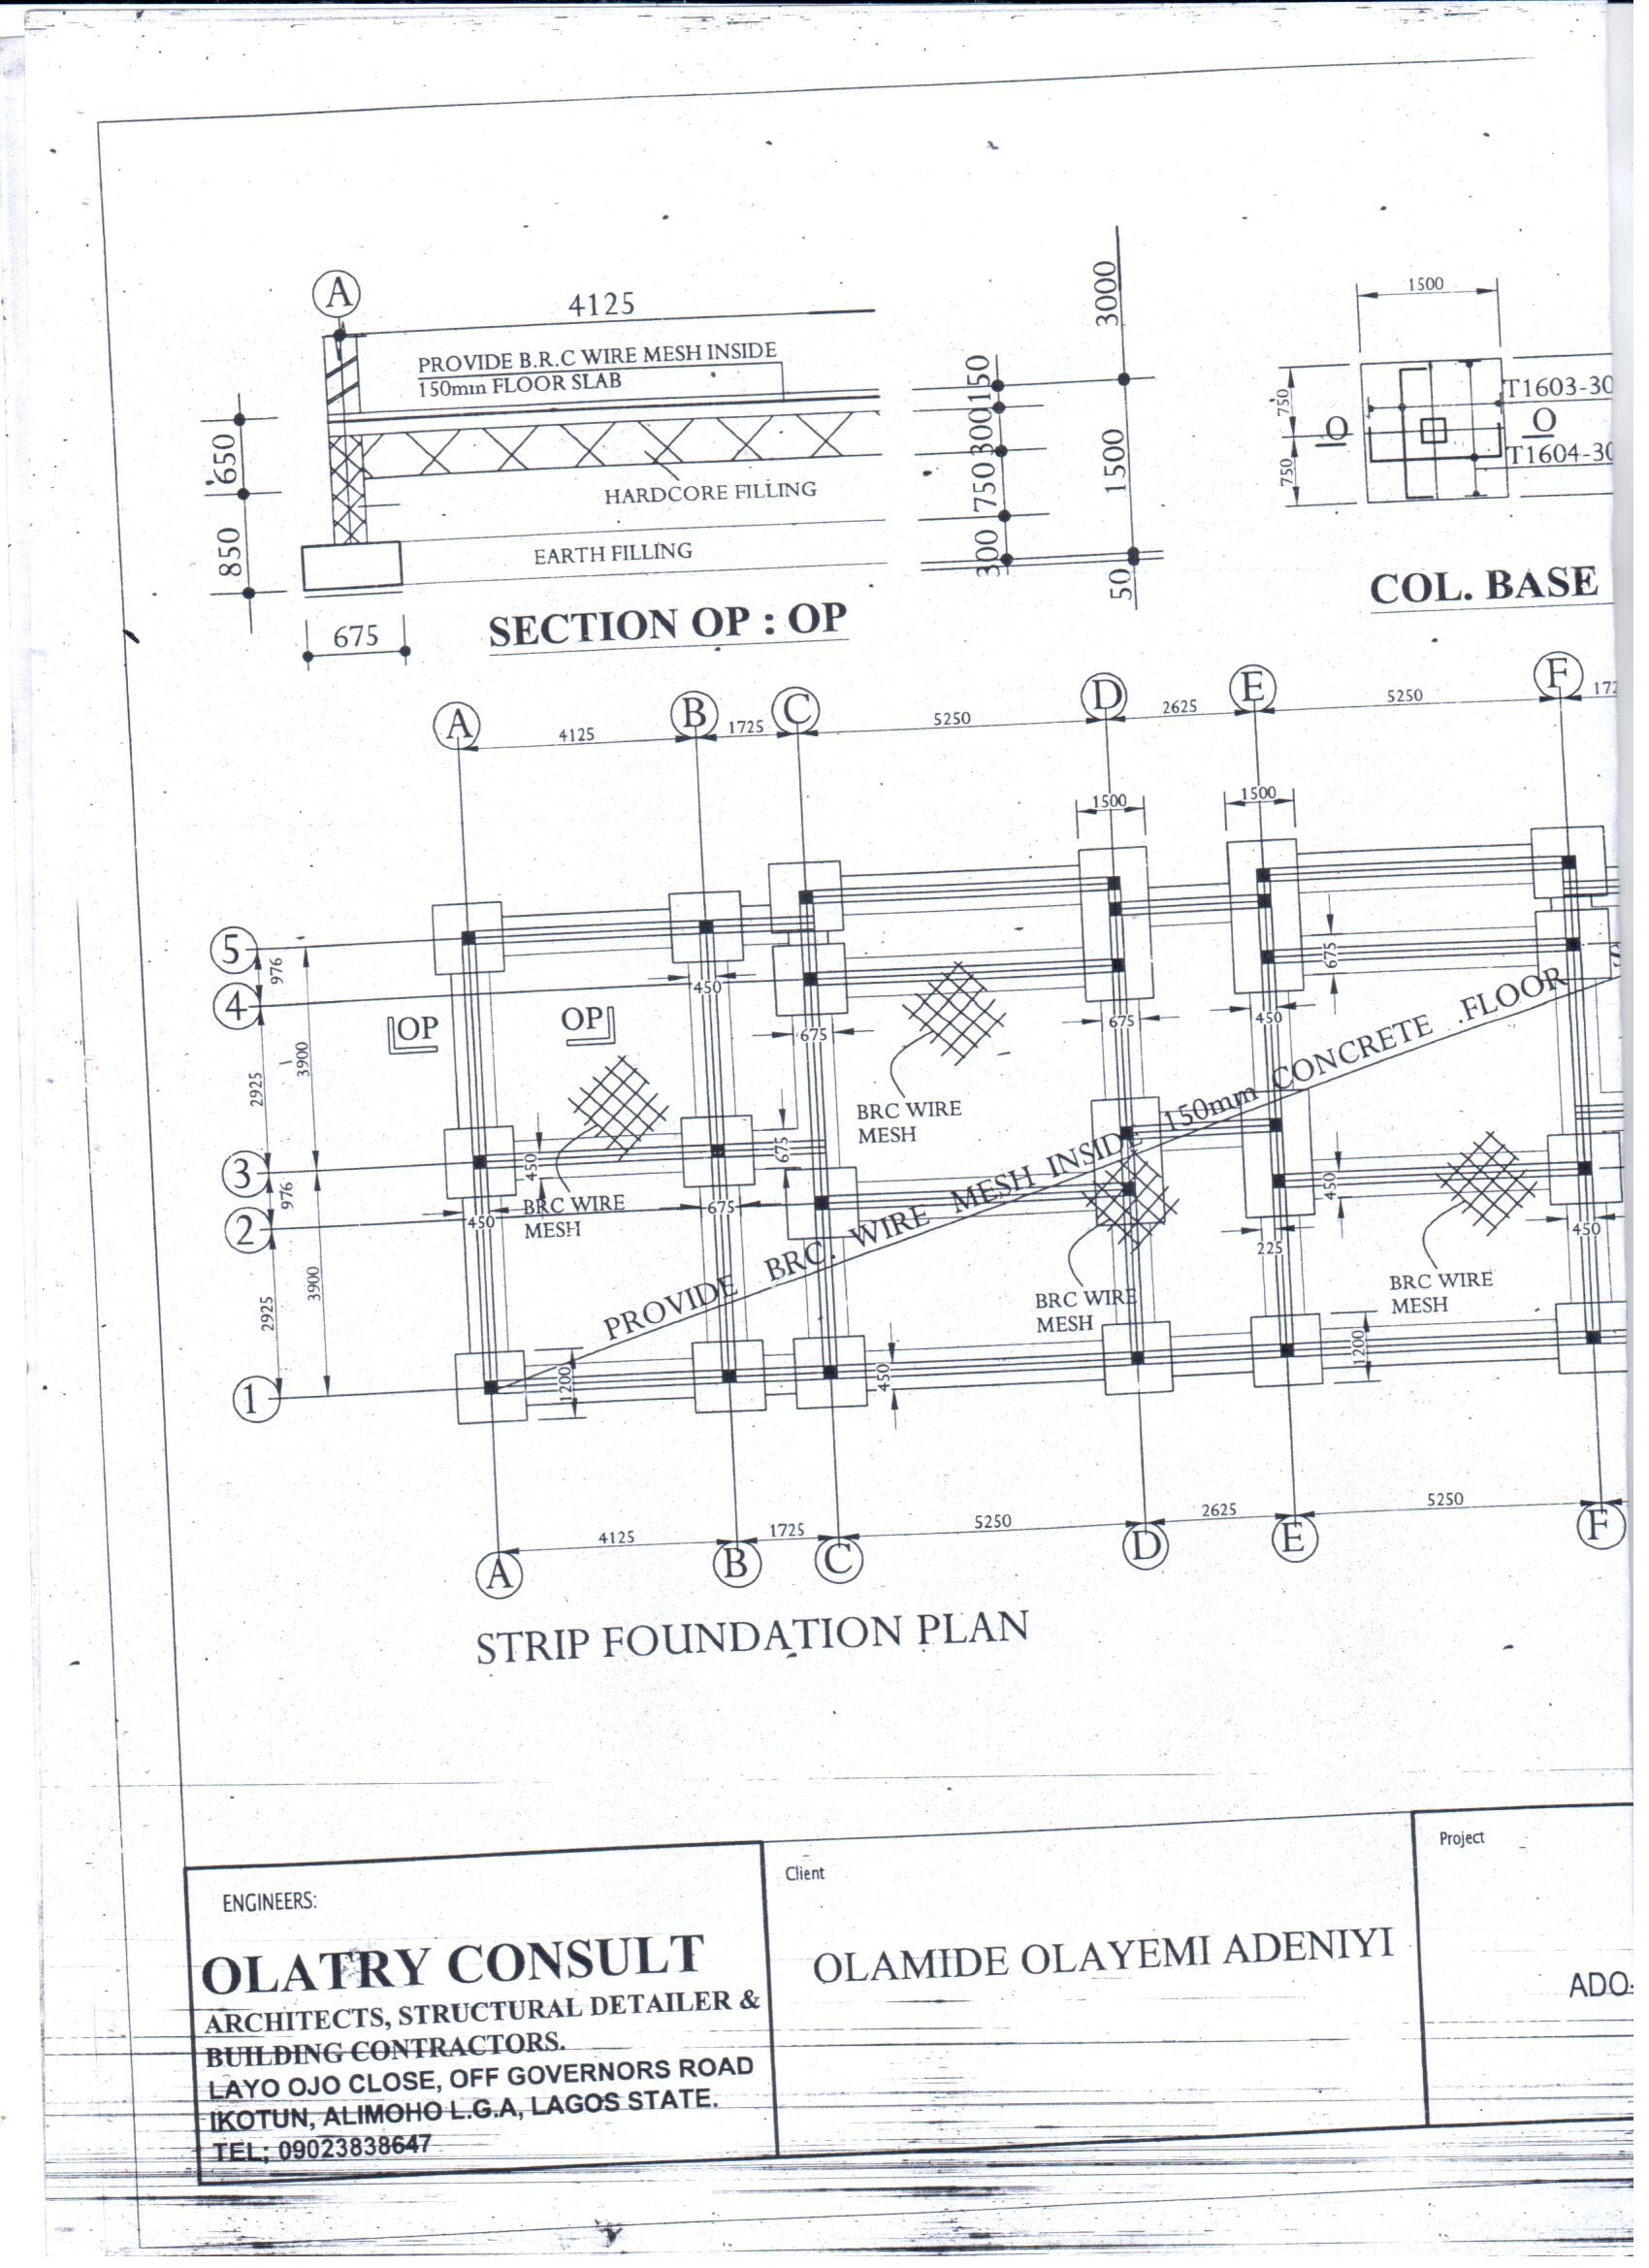 A
4125
PROVIDE B.R.C WIRE MESH INSIDE
150mm FLOOR SLAB
650
850
HARDCORE FILLING
EARTH FILLING
675
SECTION OP : OP
150
300
750
300
3000
1500
50
1500
750
750
O
O
T1603-30
T1604-30
COL. BASE
A
B
C
D
E
F
4125
1725
5250
2625
5250
172
1500
1500
5
4
3
2
1
976
2925
976
2925
3900
3900
OP
OP
450
675
675
450
675
BRC WIRE
MESH
BRC WIRE
MESH
450
675
450
675
450
225
450
BRC WIRE
MESH
BRC WIRE
MESH
PROVIDE BRC. WIRE MESH INSIDE 150mm CONCRETE .FLOOR S
1200
450
1200
4125
1725
5250
2625
5250
A
B
C
D
E
F
STRIP FOUNDATION PLAN
ENGINEERS:
OLATRY CONSULT
ARCHITECTS, STRUCTURAL DETAILER &
BUILDING CONTRACTORS.
LAYO OJO CLOSE, OFF GOVERNORS ROAD
IKOTUN, ALIMOHO L.G.A, LAGOS STATE.
TEL; 09023838647
Client
OLAMIDE OLAYEMI ADENIYI
Project
ADO-